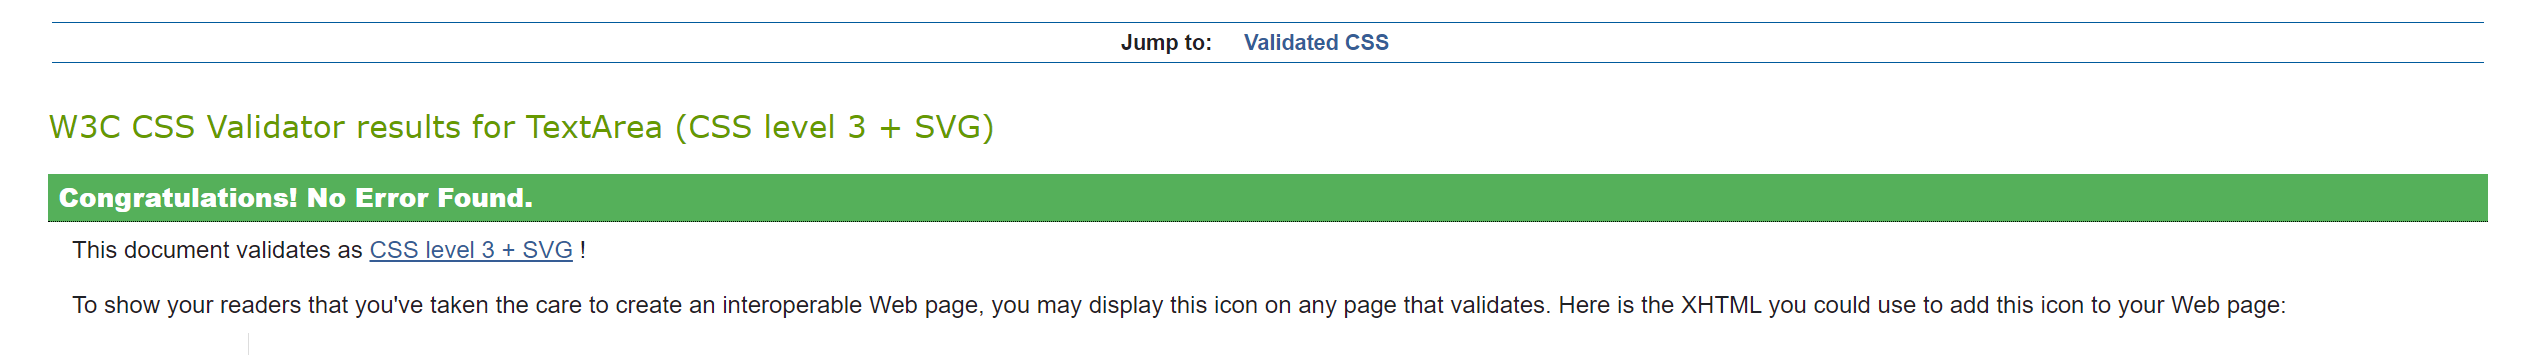 Jump to: Validated CSS
W3C CSS Validator results for TextArea (CSS level 3 + SVG)
Congratulations! No Error Found.
This document validates as CSS level 3 + SVG !
To show your readers that you've taken the care to create an interoperable Web page, you may display this icon on any page that validates. Here is the XHTML you could use to add this icon to your Web page: